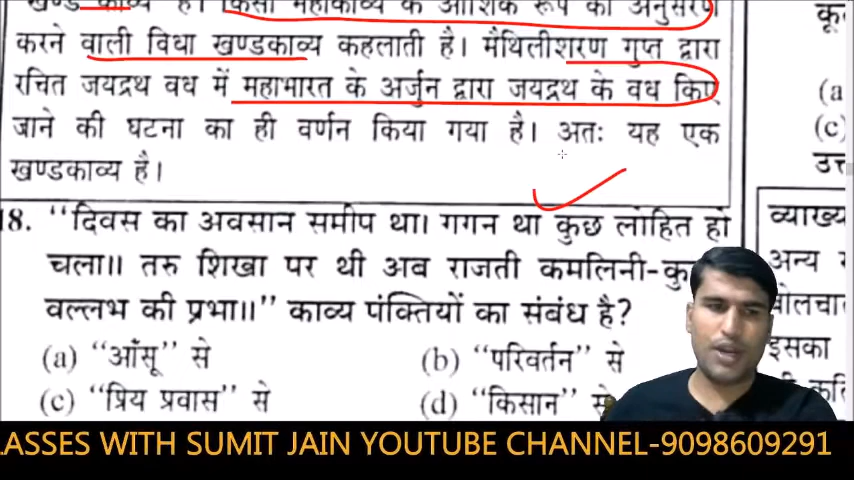 खण्ड काव्य है। किसी महाकाव्य के आंशिक रूप का अनुसरण
करने वाली विधा खण्डकाव्य कहलाती है। मैथिलीशरण गुप्त द्वारा
रचित जयद्रथ वध में महाभारत के अर्जुन द्वारा जयद्रथ के वध किए
जाने की घटना का ही वर्णन किया गया है। अतः यह एक
खण्डकाव्य है।
18. “दिवस का अवसान समीप था। गगन था कुछ लोहित हो
चला॥ तरु शिखा पर थी अब राजती कमलिनी-कु
वल्लभ की प्रभा॥” काव्य पंक्तियों का संबंध है?
(a) “आँसू” से (b) “परिवर्तन” से
(c) “प्रिय प्रवास” से (d) “किसान” से
(a)
(c)
उत्त
व्याख्य
अन्य
बोलचा
इसका
LASSES WITH SUMIT JAIN YOUTUBE CHANNEL-9098609291